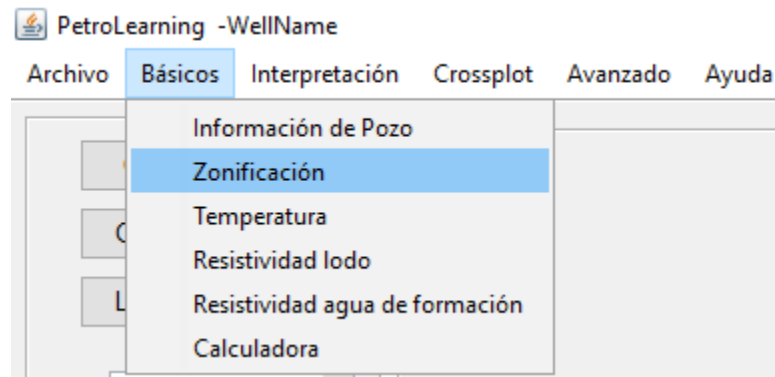 PetroLearning -WellName
Archivo Básicos Interpretación Crossplot Avanzado Ayuda
Información de Pozo
Zonificación
Temperatura
Resistividad lodo
Resistividad agua de formación
Calculadora